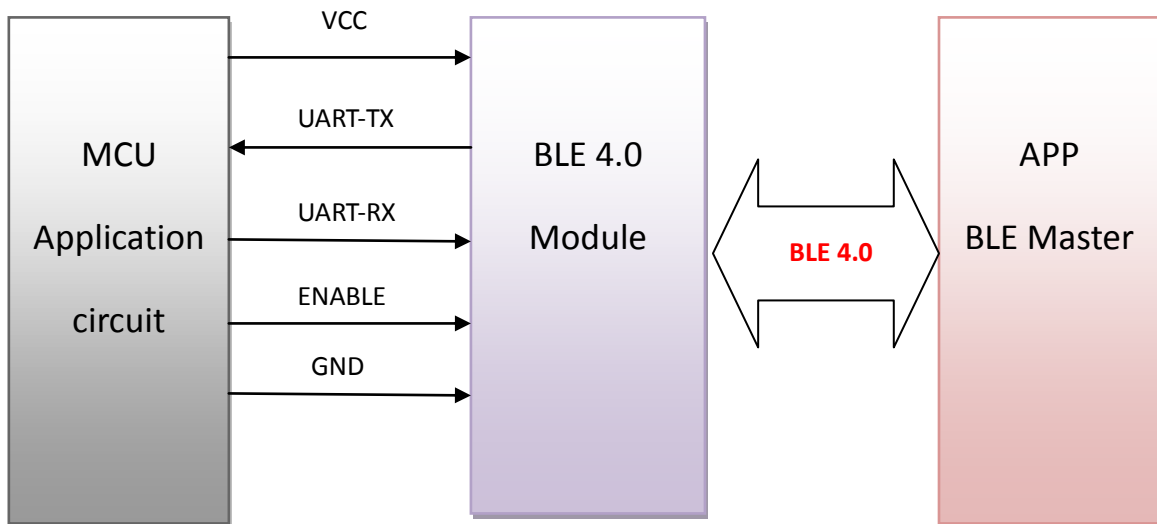 MCU
Application
circuit
VCC
UART-TX
UART-RX
ENABLE
GND
BLE 4.0
Module
BLE 4.0
APP
BLE Master